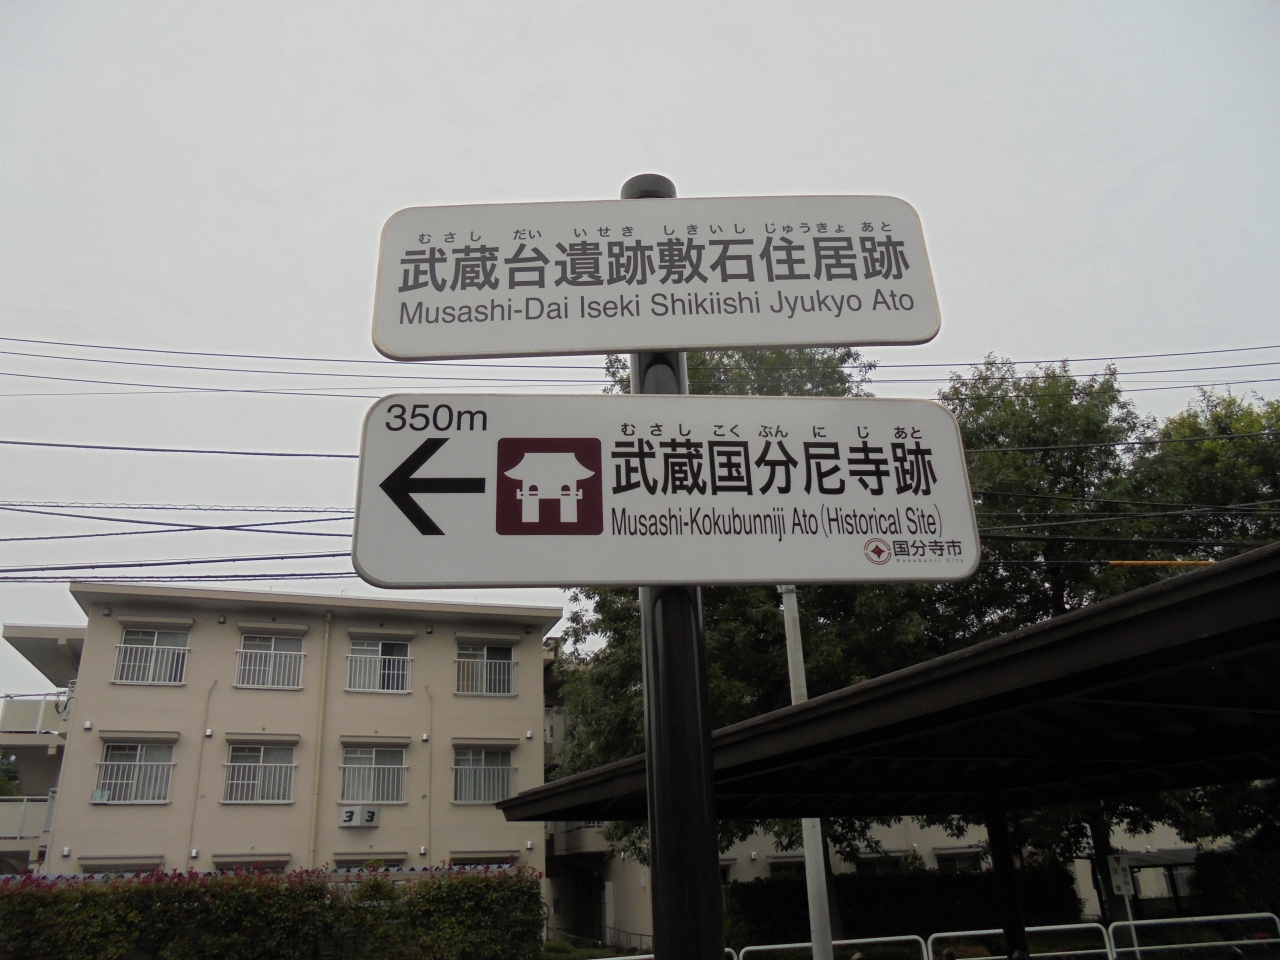 むさし だい いせき しきいし じゅうきょ あと
武蔵台遺跡敷石住居跡
Musashi-Dai Iseki Shikiishi Jyukyo Ato
350m
むさし こく ぶん に じ あと
武蔵国分尼寺跡
Musashi-Kokubunniji Ato (Historical Site)
国分寺市
Kokubunji City
33